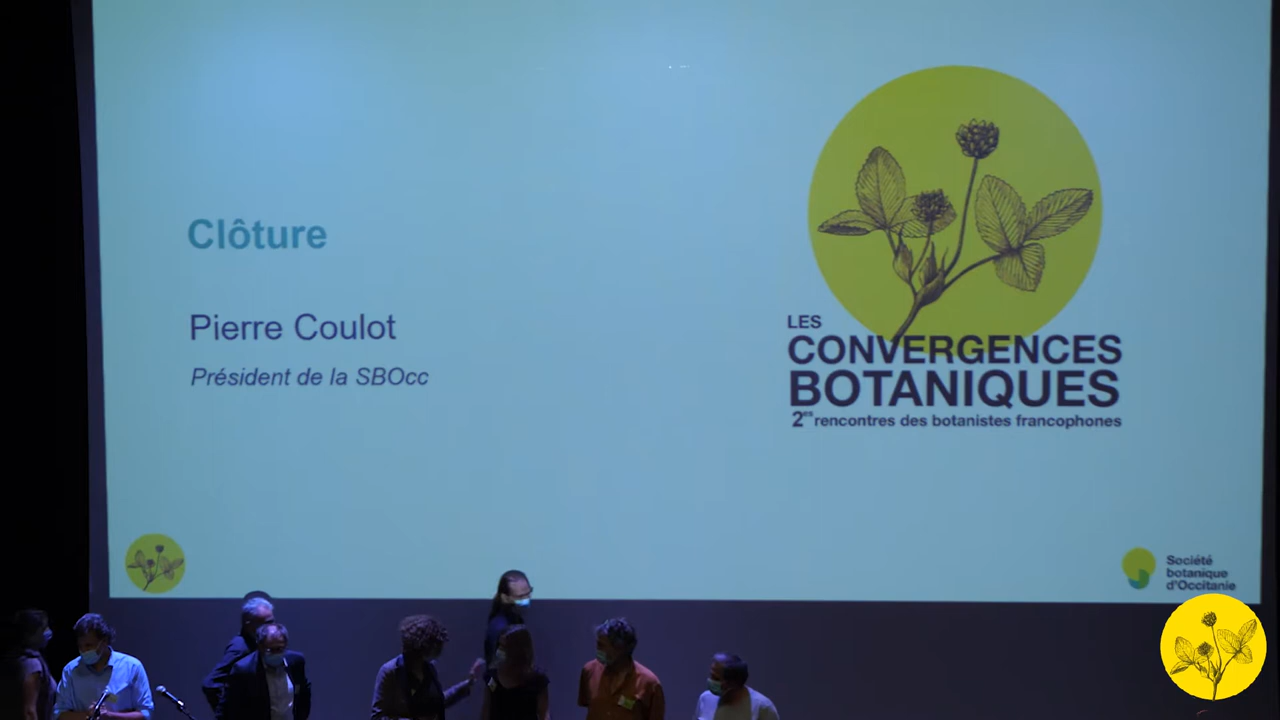 Clôture
Pierre Coulot
Président de la SBOcc
LES
CONVERGENCES
BOTANIQUES
2es rencontres des botanistes francophones
Société
botanique
d'Occitanie